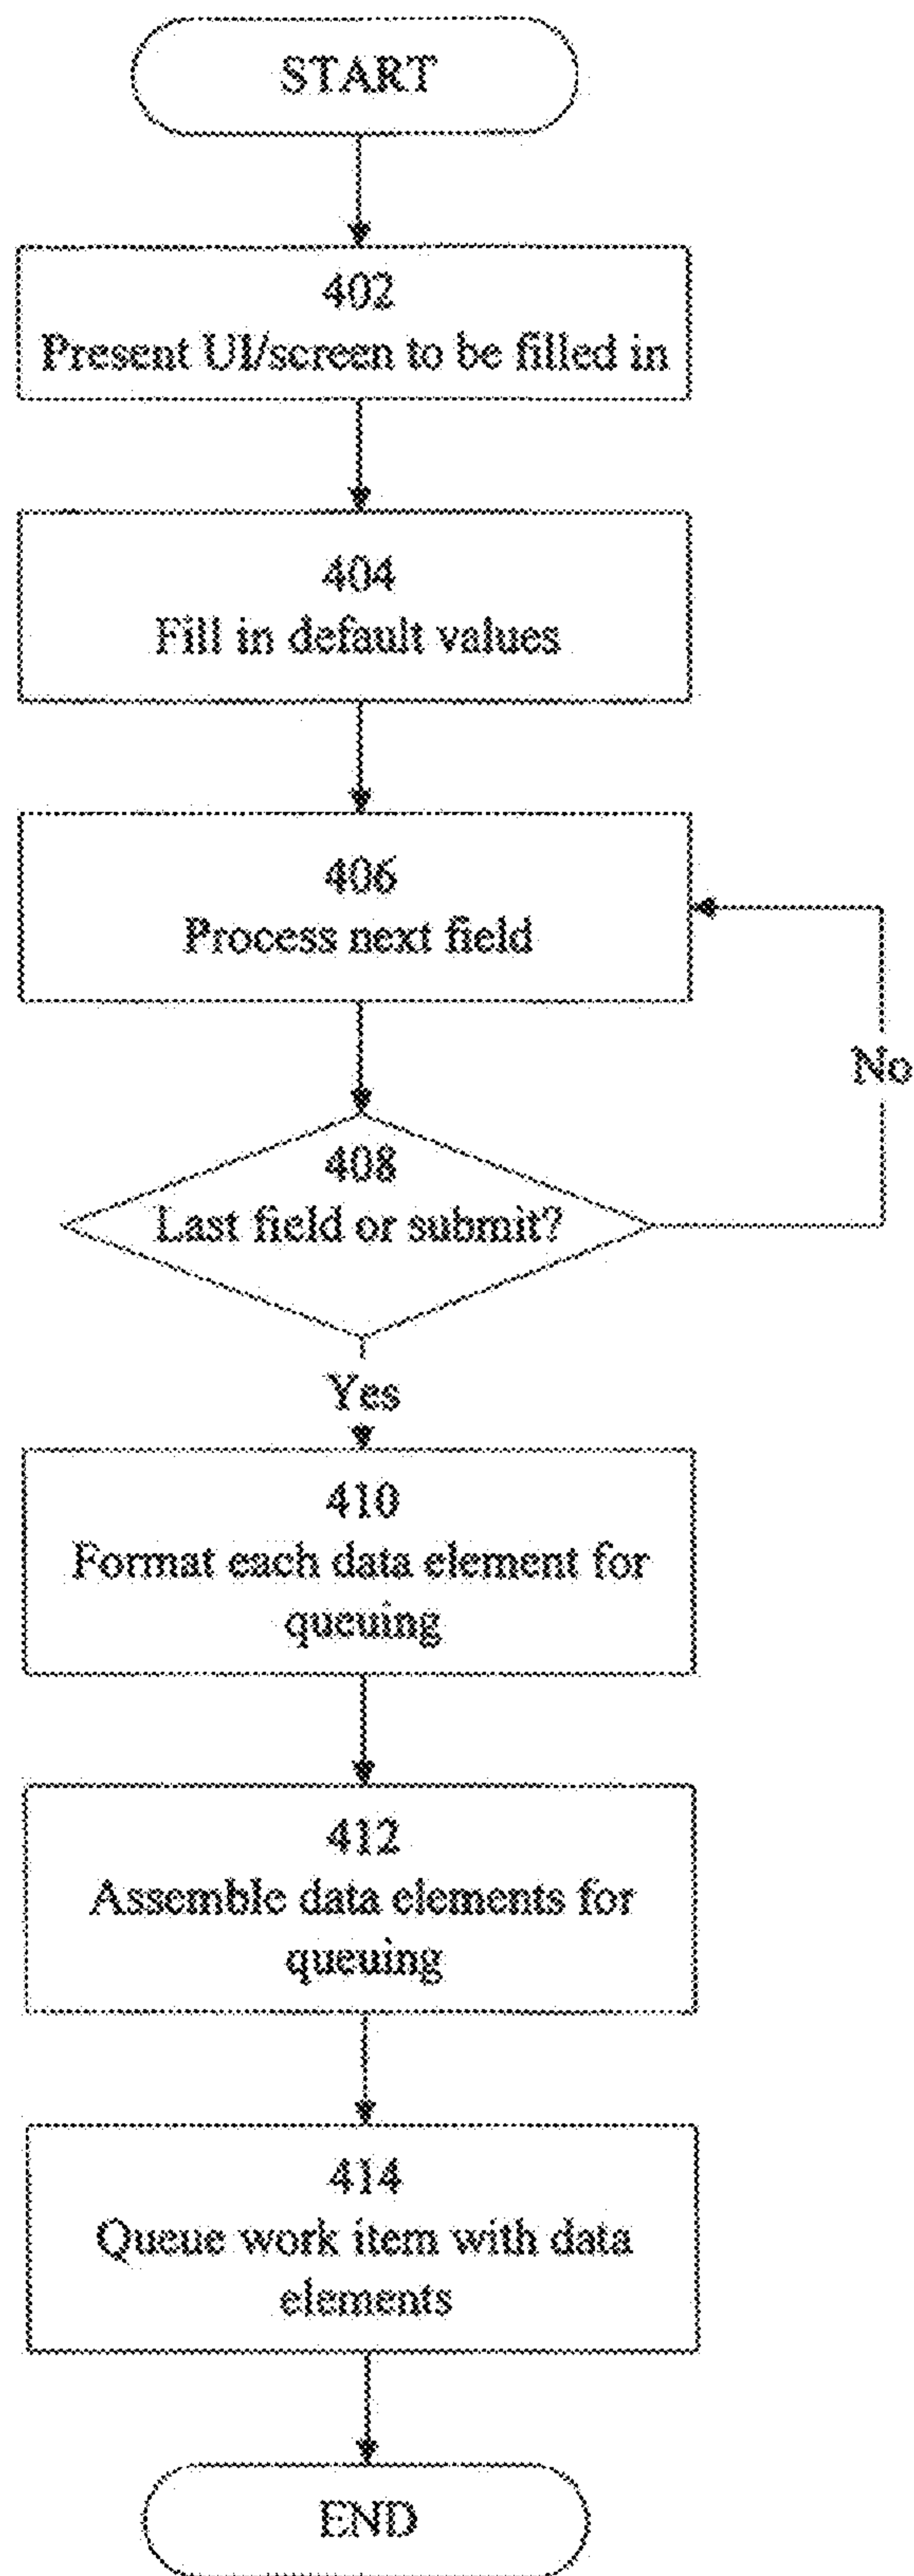 START
402
Present UI/screen to be filled in
404
Fill in default values
406
Process next field
No
408
Last field or submit?
Yes
410
Format each data element for
queuing
412
Assemble data elements for
queuing
414
Queue work item with data
elements
END